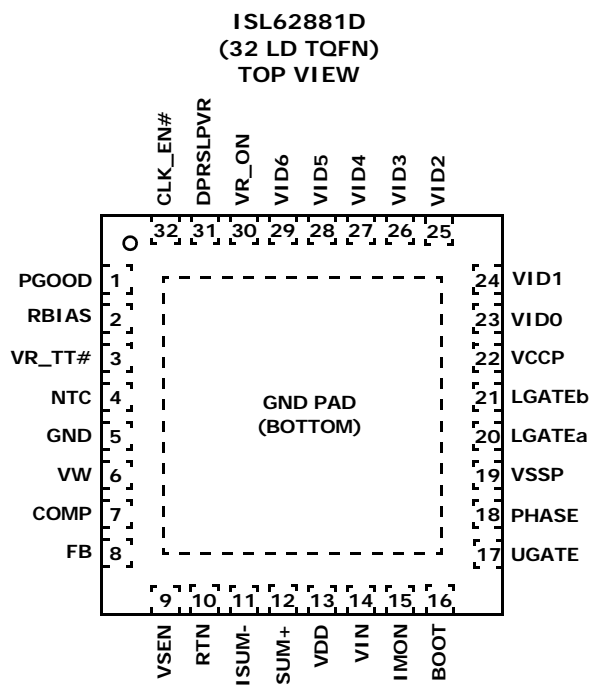 ISL62881D
(32 LD TQFN)
TOP VIEW
CLK_EN#
DPRSLPVR
VR_ON
VID6
VID5
VID4
VID3
VID2
32
31
30
29
28
27
26
25
PGOOD 1
RBIAS 2
VR_TT# 3
NTC 4
GND 5
VW 6
COMP 7
FB 8
GND PAD
(BOTTOM)
24 VID1
23 VID0
22 VCCP
21 LGATEb
20 LGATEa
19 VSSP
18 PHASE
17 UGATE
9
10
11
12
13
14
15
16
VSEN
RTN
ISUM-
SUM+
VDD
VIN
IMON
BOOT